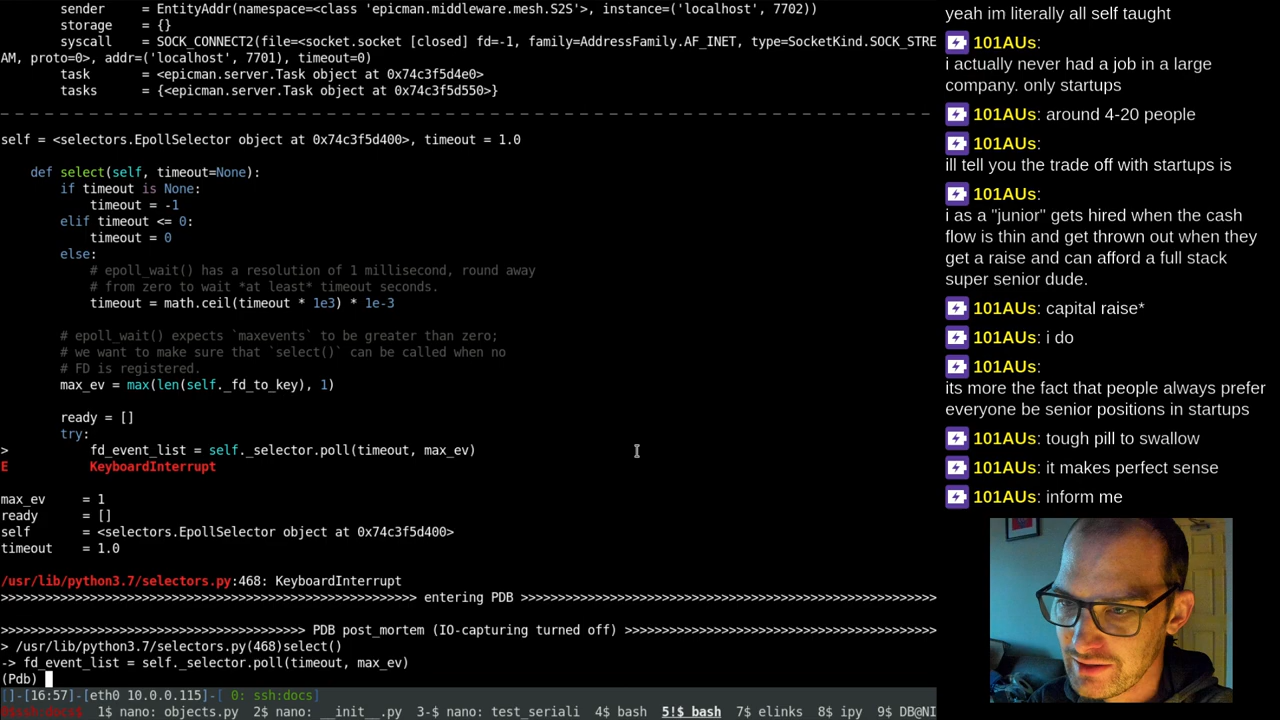 sender      = EntityAddr(namespace=<class 'epicman.middleware.mesh.S2S'>, instance=('localhost', 7702))
storage     = {}
syscall     = SOCK_CONNECT2(file=<socket.socket [closed] fd=-1, family=AddressFamily.AF_INET, type=SocketKind.SOCK_STRE
AM, proto=0>, addr=('localhost', 7701), timeout=0)
task        = <epicman.server.Task object at 0x74c3f5d4e0>
tasks       = {<epicman.server.Task object at 0x74c3f5d550>}
_ _ _ _ _ _ _ _ _ _ _ _ _ _ _ _ _ _ _ _ _ _ _ _ _ _ _ _ _ _ _ _ _ _ _ _ _ _ _ _ _ _ _ _ _ _ _ _ _ _ _ _ _ _ _ _ _ _
self = <selectors.EpollSelector object at 0x74c3f5d400>, timeout = 1.0
def select(self, timeout=None):
if timeout is None:
timeout = -1
elif timeout <= 0:
timeout = 0
else:
# epoll_wait() has a resolution of 1 millisecond, round away
# from zero to wait *at least* timeout seconds.
timeout = math.ceil(timeout * 1e3) * 1e-3
# epoll_wait() expects `maxevents` to be greater than zero;
# we want to make sure that `select()` can be called when no
# FD is registered.
max_ev = max(len(self._fd_to_key), 1)
ready = []
try:
>           fd_event_list = self._selector.poll(timeout, max_ev)
E           KeyboardInterrupt
max_ev     = 1
ready      = []
self       = <selectors.EpollSelector object at 0x74c3f5d400>
timeout    = 1.0
/usr/lib/python3.7/selectors.py:468: KeyboardInterrupt
>>>>>>>>>>>>>>>>>>>>>>>>>>>>>>>>>>>>>>>>>>>>>>>>>>>>>>> entering PDB >>>>>>>>>>>>>>>>>>>>>>>>>>>>>>>>>>>>>>>>>>>>>>>>>>>>>>>
>>>>>>>>>>>>>>>>>>>>>>>>>>>>>>>>>>>>>>>> PDB post_mortem (IO-capturing turned off) >>>>>>>>>>>>>>>>>>>>>>>>>>>>>>>>>>>>>>>>>
> /usr/lib/python3.7/selectors.py(468)select()
-> fd_event_list = self._selector.poll(timeout, max_ev)
(Pdb)
[]-[16:57]-[eth0 10.0.0.115]-[ 0: ssh:docs]
0$ssh:docs$  1$ nano: objects.py  2$ nano: __init__.py  3-$ nano: test_seriali  4$ bash  5!$ bash  7$ elinks  8$ ipy  9$ DB@NI
yeah im literally all self taught
101AUs:
i actually never had a job in a large
company. only startups
101AUs: around 4-20 people
101AUs:
ill tell you the trade off with startups is
101AUs:
i as a "junior" gets hired when the cash
flow is thin and get thrown out when they
get a raise and can afford a full stack
super senior dude.
101AUs: capital raise*
101AUs: i do
101AUs:
its more the fact that people always prefer
everyone be senior positions in startups
101AUs: tough pill to swallow
101AUs: it makes perfect sense
101AUs: inform me